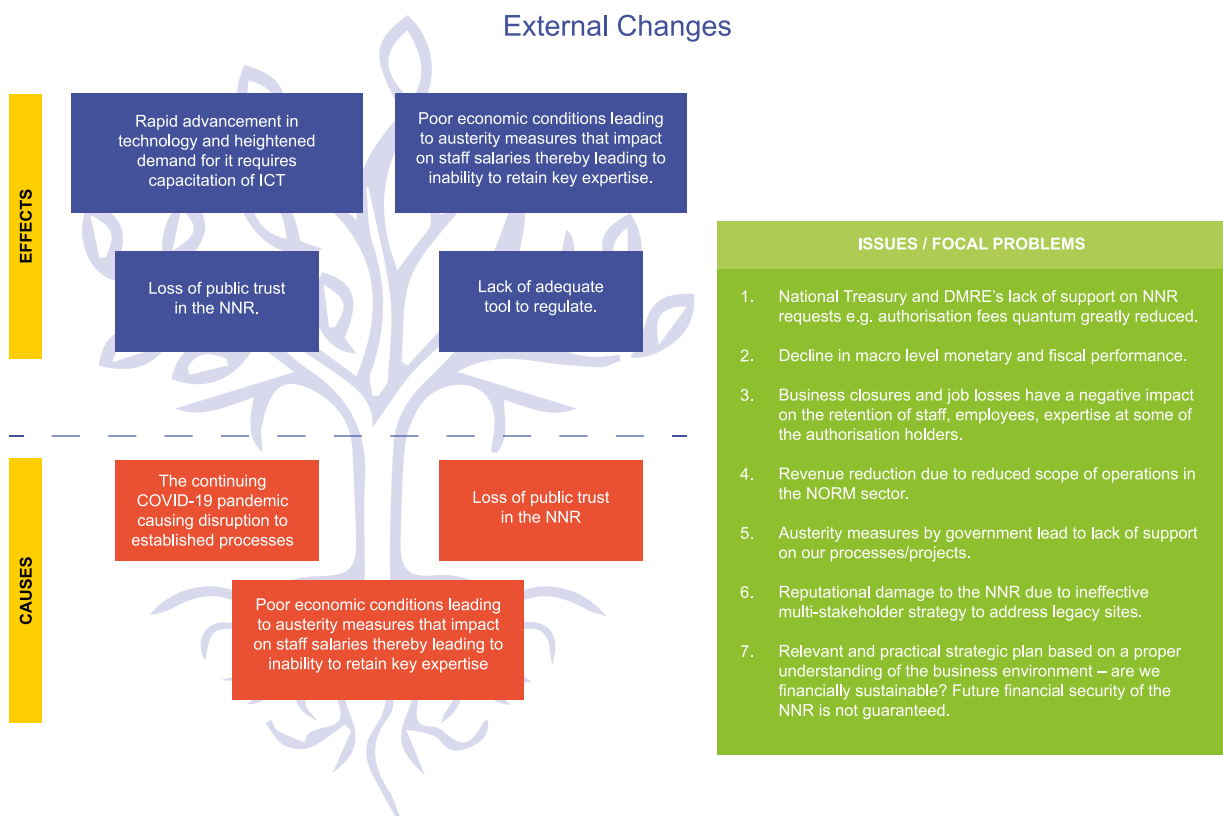 External Changes
EFFECTS
Rapid advancement in
technology and heightened
demand for it requires
capacitation of ICT
Poor economic conditions leading
to austerity measures that impact
on staff salaries thereby leading to
inability to retain key expertise.
Loss of public trust
in the NNR.
Lack of adequate
tool to regulate.
CAUSES
The continuing
COVID-19 pandemic
causing disruption to
established processes
Loss of public trust
in the NNR
Poor economic conditions leading
to austerity measures that impact
on staff salaries thereby leading to
inability to retain key expertise
ISSUES / FOCAL PROBLEMS
1. National Treasury and DMRE’s lack of support on NNR
requests e.g. authorisation fees quantum greatly reduced.
2. Decline in macro level monetary and fiscal performance.
3. Business closures and job losses have a negative impact
on the retention of staff, employees, expertise at some of
the authorisation holders.
4. Revenue reduction due to reduced scope of operations in
the NORM sector.
5. Austerity measures by government lead to lack of support
on our processes/projects.
6. Reputational damage to the NNR due to ineffective
multi-stakeholder strategy to address legacy sites.
7. Relevant and practical strategic plan based on a proper
understanding of the business environment – are we
financially sustainable? Future financial security of the
NNR is not guaranteed.